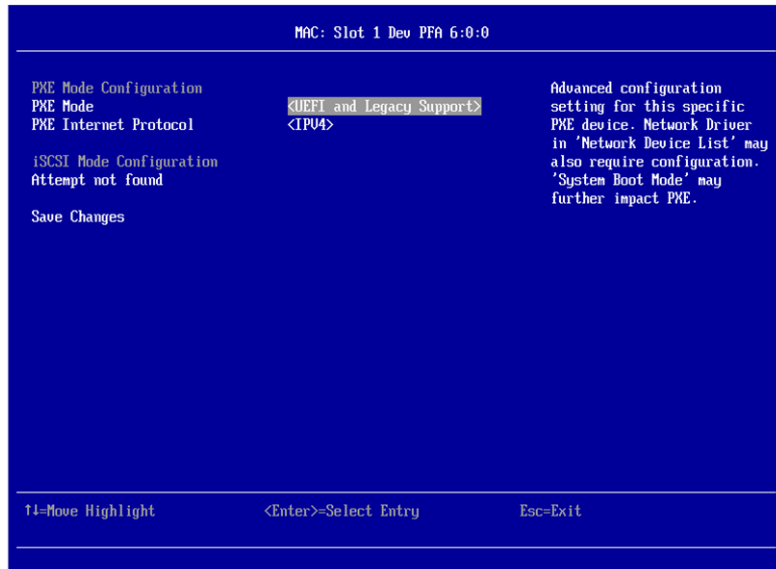 MAC: Slot 1 Dev PFA 6:0:0
PXE Mode Configuration
PXE Mode <UEFI and Legacy Support>
PXE Internet Protocol <IPV4>
iSCSI Mode Configuration
Attempt not found
Save Changes
Advanced configuration
setting for this specific
PXE device. Network Driver
in 'Network Device List' may
also require configuration.
'System Boot Mode' may
further impact PXE.
↑↓=Move Highlight <Enter>=Select Entry Esc=Exit